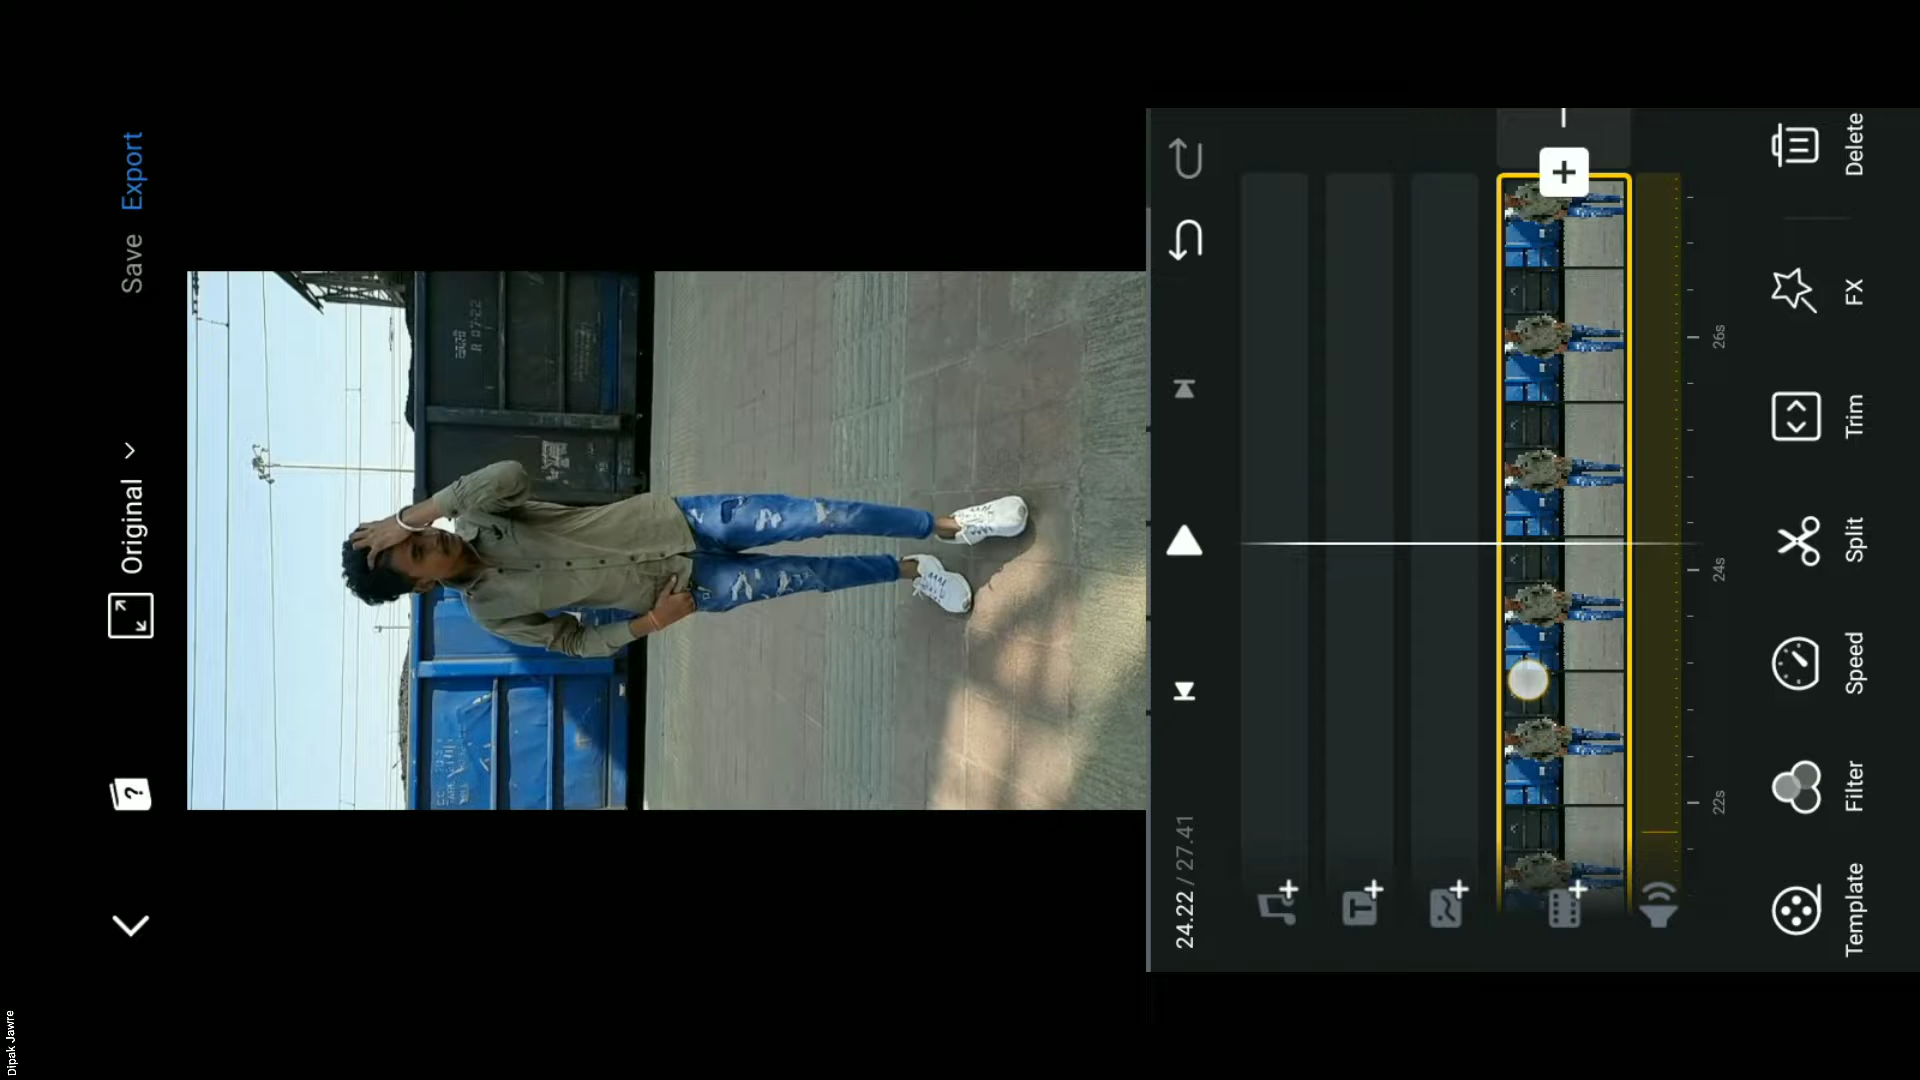 ?
Original
Save
Export
24.22 / 27.41
22s
24s
26s
Template
Filter
Speed
Split
Trim
FX
Delete
Dipak Jawre